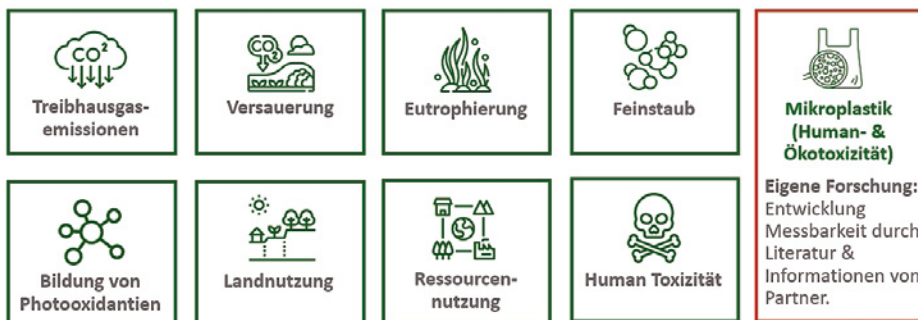 CO²
Treibhausgas-
emissionen
CO₂
Versauerung
Eutrophierung
Feinstaub
Mikroplastik
(Human- &
Ökotoxizität)
Eigene Forschung:
Entwicklung
Messbarkeit durch
Literatur &
Informationen von
Partner.
Bildung von
Photooxidantien
Landnutzung
Ressourcen-
nutzung
Human Toxizität